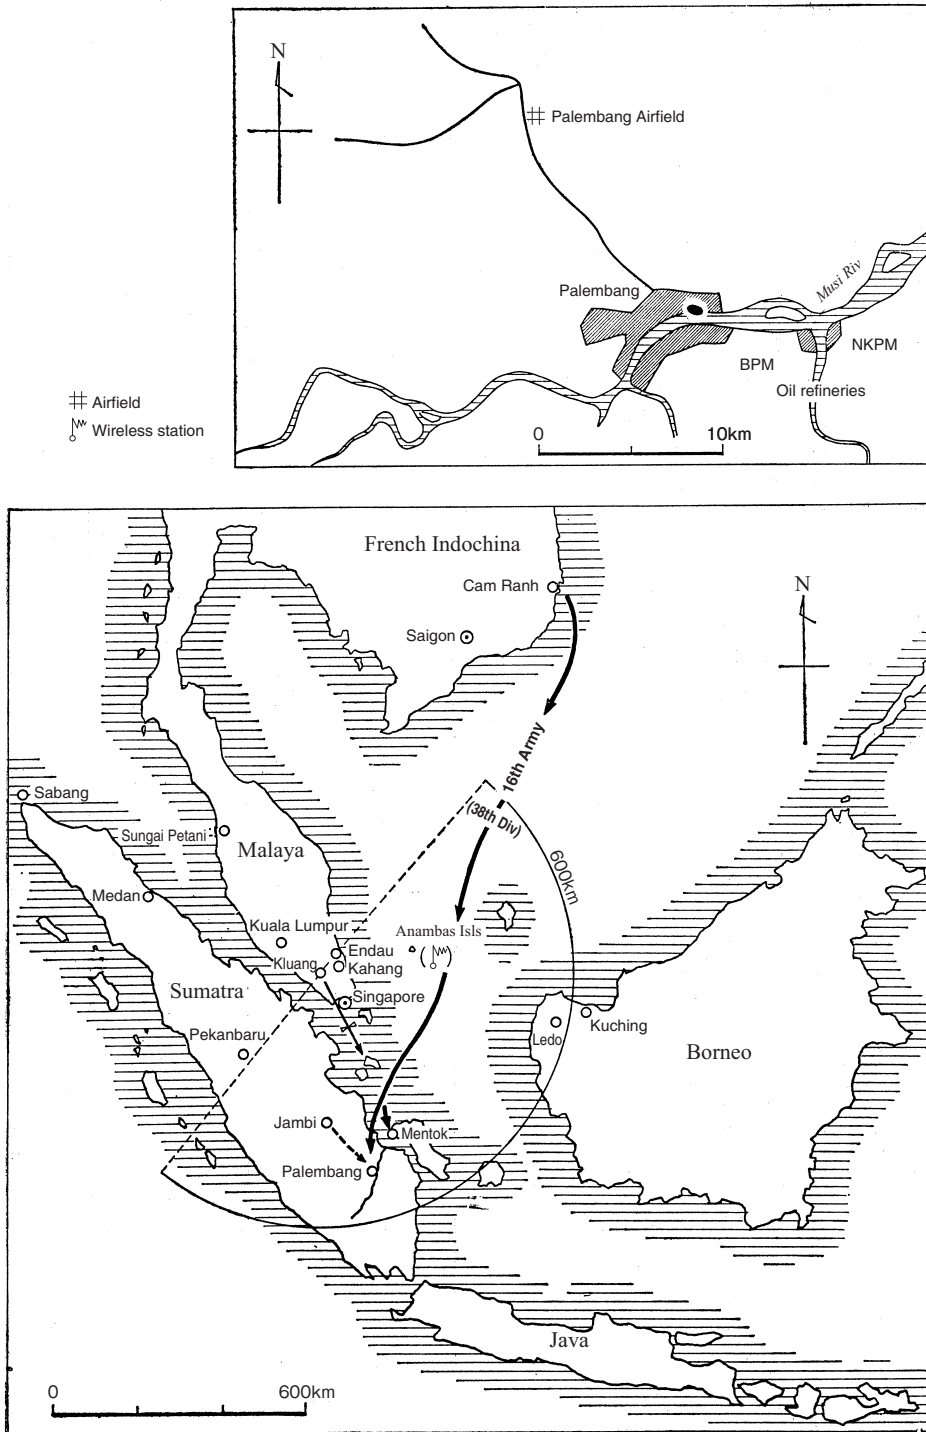 N
Palembang Airfield
Musi Riv
Palembang
NKPM
BPM
Oil refineries
Airfield
Wireless station
0 10km
French Indochina
Cam Ranh
N
Saigon
16th Army
(38th Div)
Sabang
Sungai Petani
Malaya
600km
Medan
Kuala Lumpur
Anambas Isls
Endau
Kluang
Kahang
Sumatra
Singapore
Pekanbaru
Kuching
Ledo
Borneo
Jambi
Mentok
Palembang
Java
0 600km